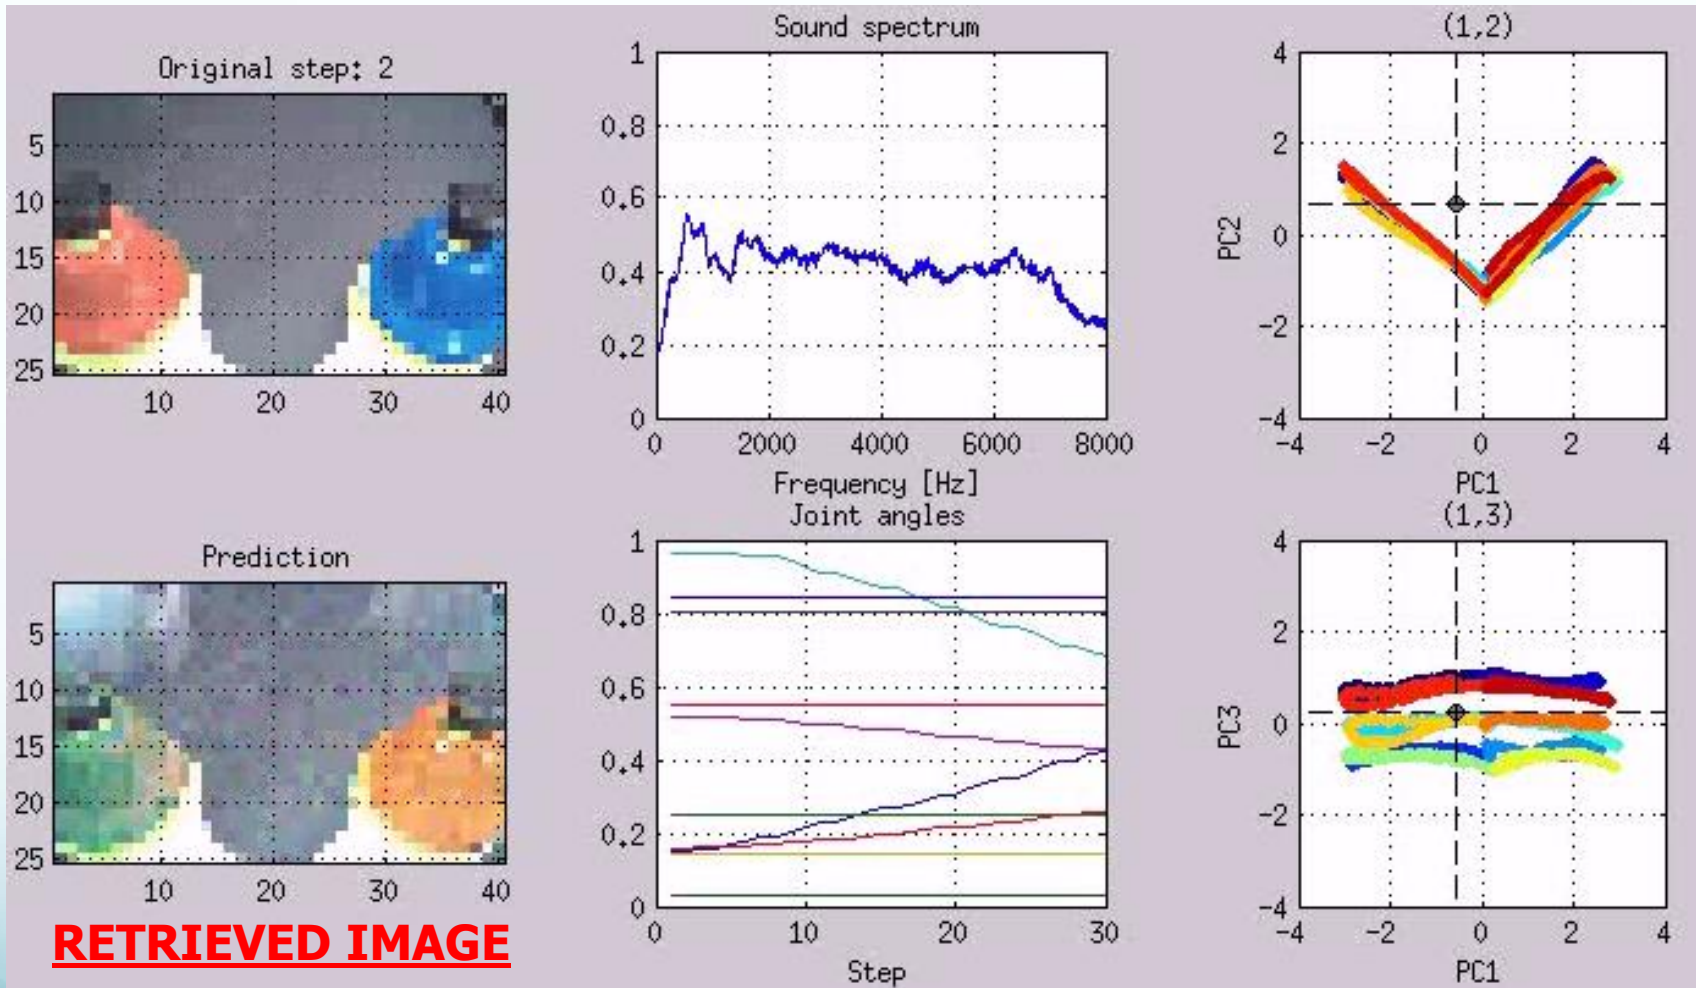 Original step: 2
5
10
15
20
25
10 20 30 40
Sound spectrum
1
0.8
0.6
0.4
0.2
0
0 2000 4000 6000 8000
Frequency [Hz]
(1,2)
4
2
0
-2
-4
PC2
-4 -2 0 2 4
PC1
Prediction
5
10
15
20
25
10 20 30 40
RETRIEVED IMAGE
Joint angles
1
0.8
0.6
0.4
0.2
0
0 10 20 30
Step
(1,3)
4
2
0
-2
-4
PC3
-4 -2 0 2 4
PC1